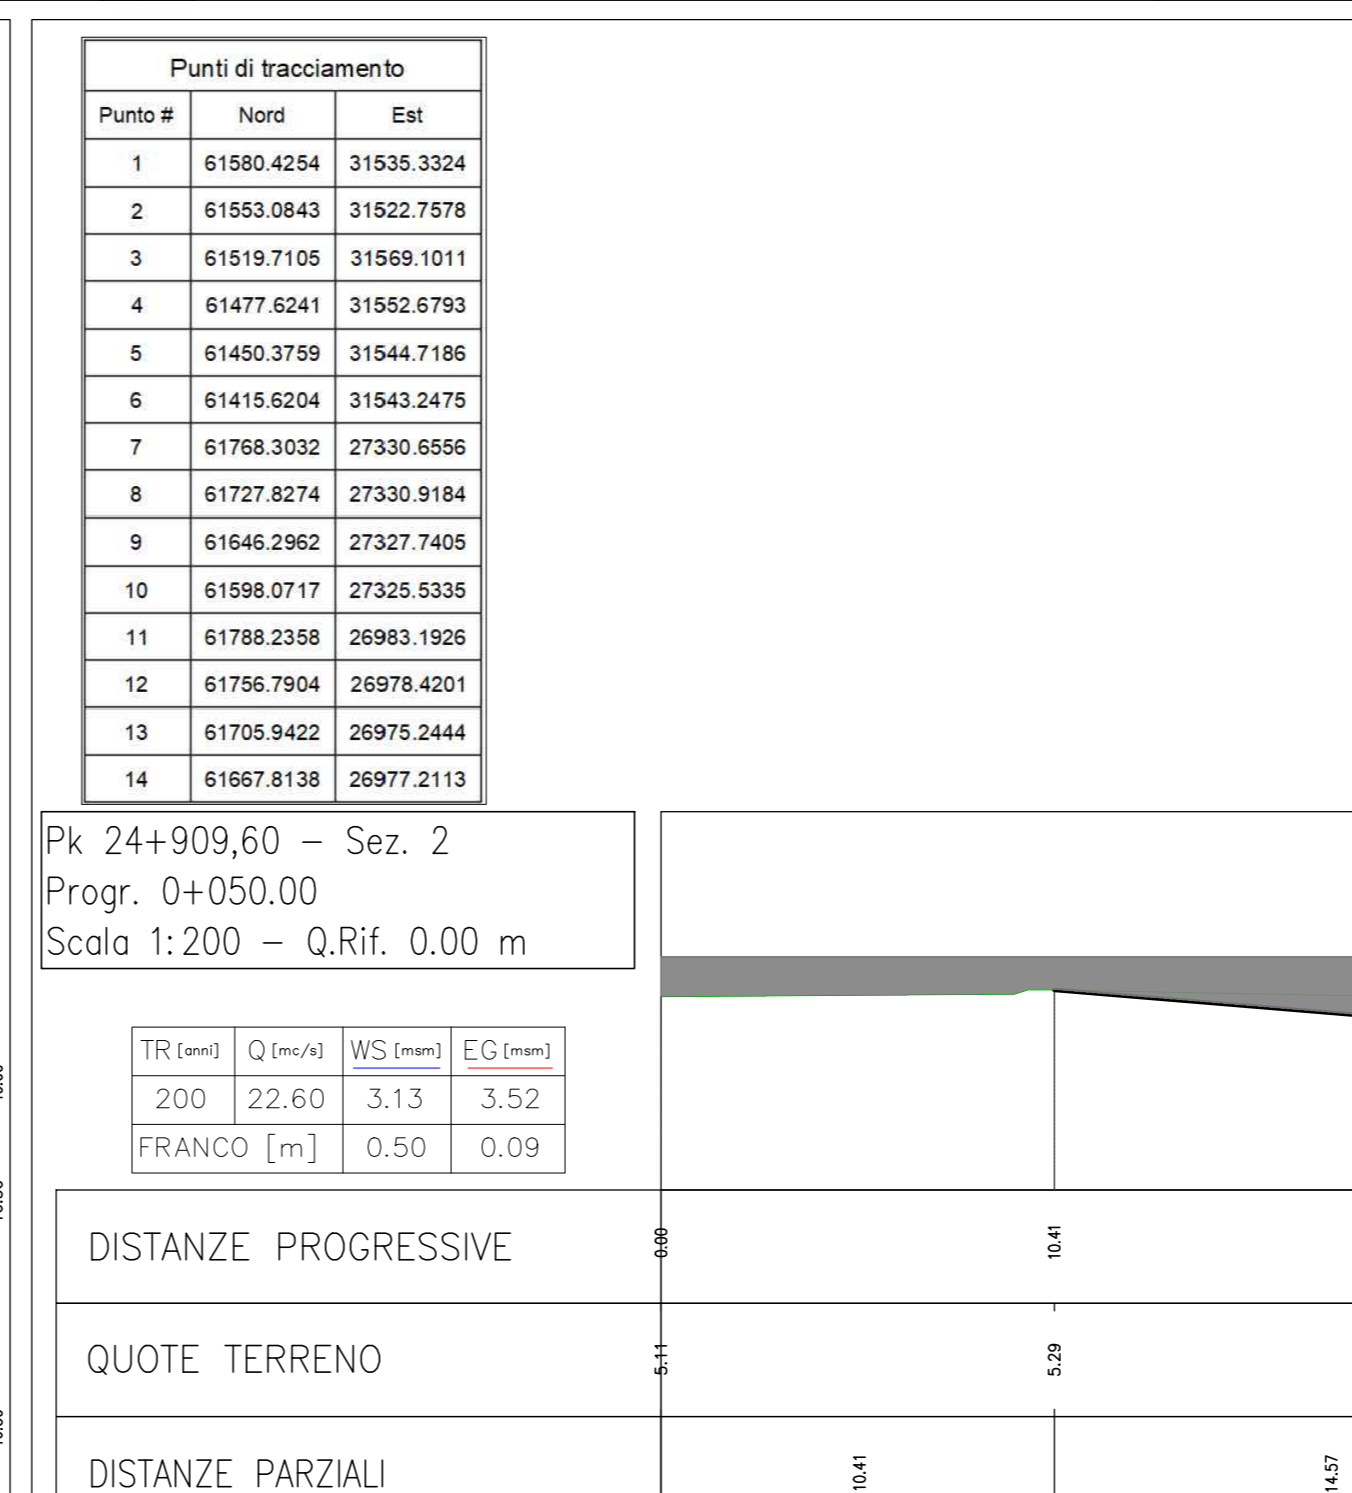 Punti di tracciamento
Punto # Nord Est
1 61580.4254 31535.3324
2 61553.0843 31522.7578
3 61519.7105 31569.1011
4 61477.6241 31552.6793
5 61450.3759 31544.7186
6 61415.6204 31543.2475
7 61768.3032 27330.6556
8 61727.8274 27330.9184
9 61646.2962 27327.7405
10 61598.0717 27325.5335
11 61788.2358 26983.1926
12 61756.7904 26978.4201
13 61705.9422 26975.2444
14 61667.8138 26977.2113
Pk 24+909,60 – Sez. 2
Progr. 0+050.00
Scala 1:200 – Q.Rif. 0.00 m
TR [anni] Q [mc/s] WS [msm] EG [msm]
200 22.60 3.13 3.52
FRANCO [m] 0.50 0.09
DISTANZE PROGRESSIVE 0.00 10.41
QUOTE TERRENO 5.11 5.29
DISTANZE PARZIALI 10.41 14.57